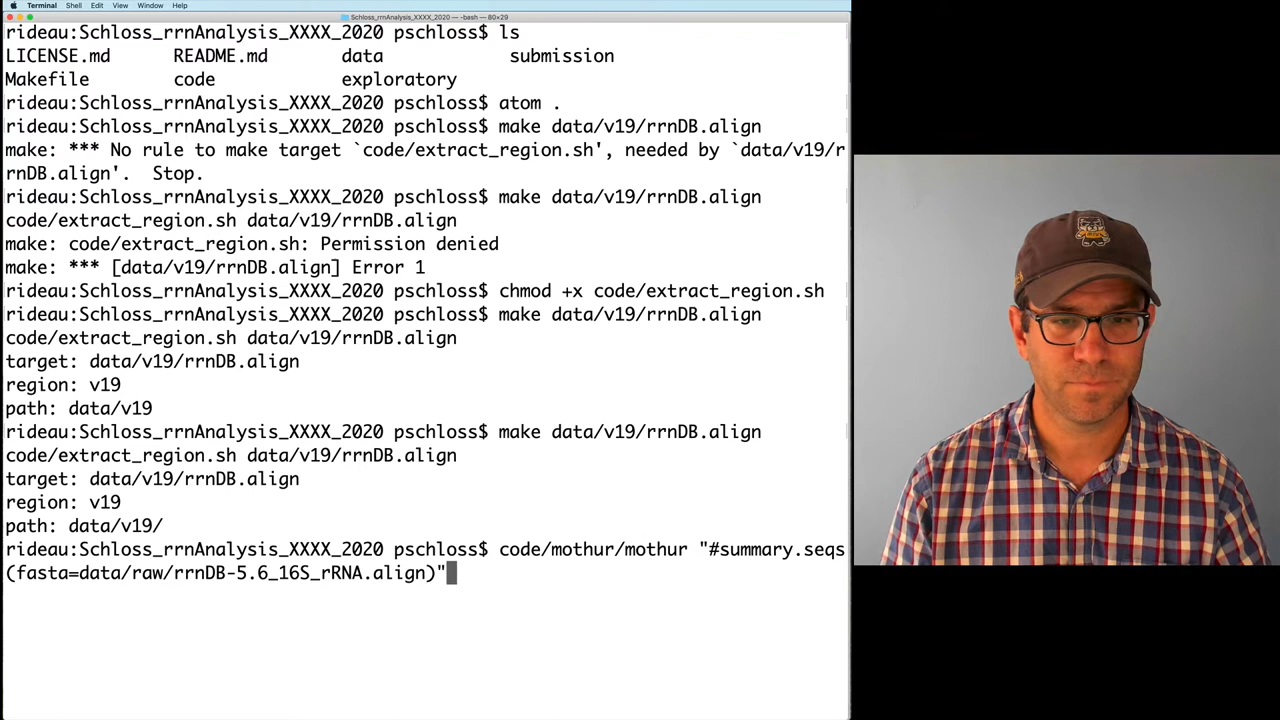 Terminal Shell Edit View Window Help
Schloss_rrnAnalysis_XXXX_2020 — -bash — 80×29
rideau:Schloss_rrnAnalysis_XXXX_2020 pschloss$ ls
LICENSE.md README.md data submission
Makefile code exploratory
rideau:Schloss_rrnAnalysis_XXXX_2020 pschloss$ atom .
rideau:Schloss_rrnAnalysis_XXXX_2020 pschloss$ make data/v19/rrnDB.align
make: *** No rule to make target `code/extract_region.sh', needed by `data/v19/r
rnDB.align'.  Stop.
rideau:Schloss_rrnAnalysis_XXXX_2020 pschloss$ make data/v19/rrnDB.align
code/extract_region.sh data/v19/rrnDB.align
make: code/extract_region.sh: Permission denied
make: *** [data/v19/rrnDB.align] Error 1
rideau:Schloss_rrnAnalysis_XXXX_2020 pschloss$ chmod +x code/extract_region.sh
rideau:Schloss_rrnAnalysis_XXXX_2020 pschloss$ make data/v19/rrnDB.align
code/extract_region.sh data/v19/rrnDB.align
target: data/v19/rrnDB.align
region: v19
path: data/v19
rideau:Schloss_rrnAnalysis_XXXX_2020 pschloss$ make data/v19/rrnDB.align
code/extract_region.sh data/v19/rrnDB.align
target: data/v19/rrnDB.align
region: v19
path: data/v19/
rideau:Schloss_rrnAnalysis_XXXX_2020 pschloss$ code/mothur/mothur "#summary.seqs
(fasta=data/raw/rrnDB-5.6_16S_rRNA.align)"